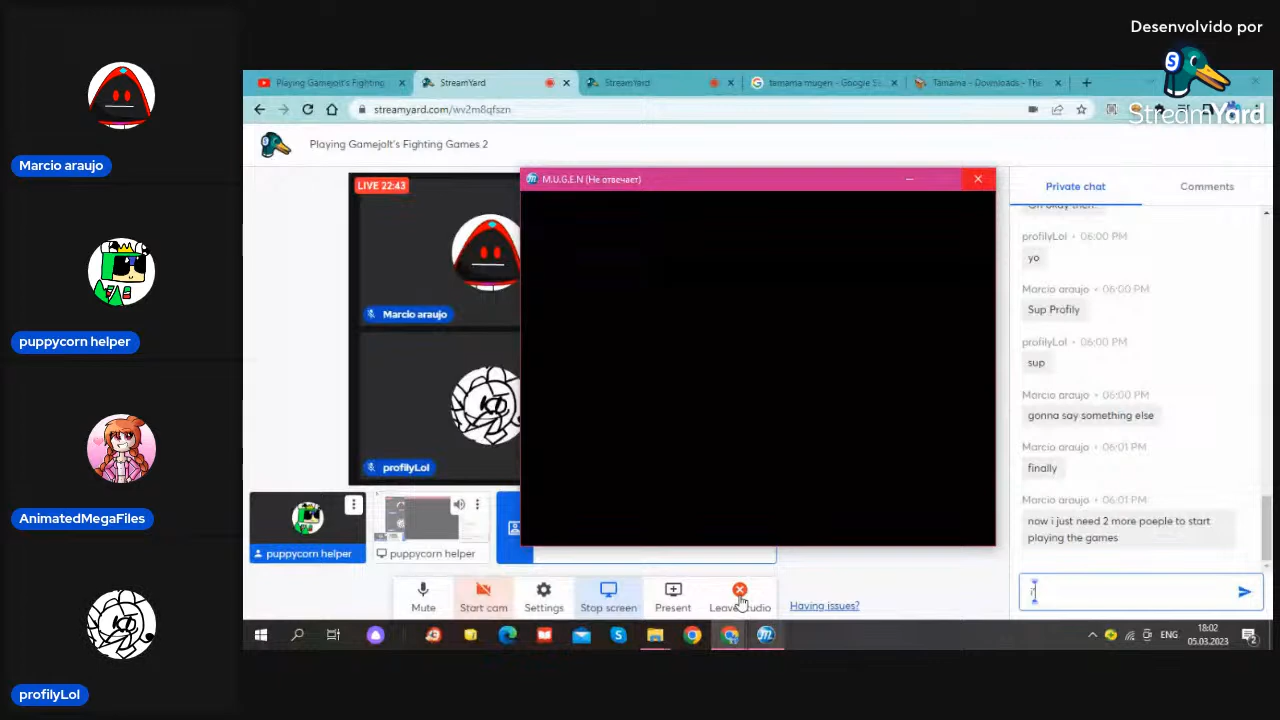 Desenvolvido por
StreamYard
Marcio araujo
puppycorn helper
AnimatedMegaFiles
profilyLol
Playing Gamejolt's Fighting
StreamYard
StreamYard
tamama mugen - Google
Tamama - Downloads - The
streamyard.com/wv2m8qfszn
Playing Gamejolt's Fighting Games 2
LIVE 22:43
Marcio araujo
profilyLol
M.U.G.E.N (Не отвечает)
Private chat
Comments
profilyLol • 06:00 PM
yo
Marcio araujo • 06:00 PM
Sup Profily
profilyLol • 06:00 PM
sup
Marcio araujo • 06:00 PM
gonna say something else
Marcio araujo • 06:01 PM
finally
Marcio araujo • 06:01 PM
now i just need 2 more poeple to start
playing the games
puppycorn helper
puppycorn helper
Mute
Start cam
Settings
Stop screen
Present
Leave studio
Having issues?
ENG
18:02
05.03.2023
2